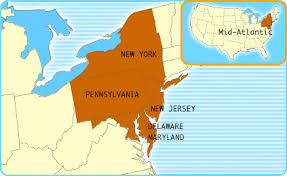 Mid-Atlantic
NEW YORK
PENNSYLVANIA
NEW JERSEY
DELAWARE
MARYLAND